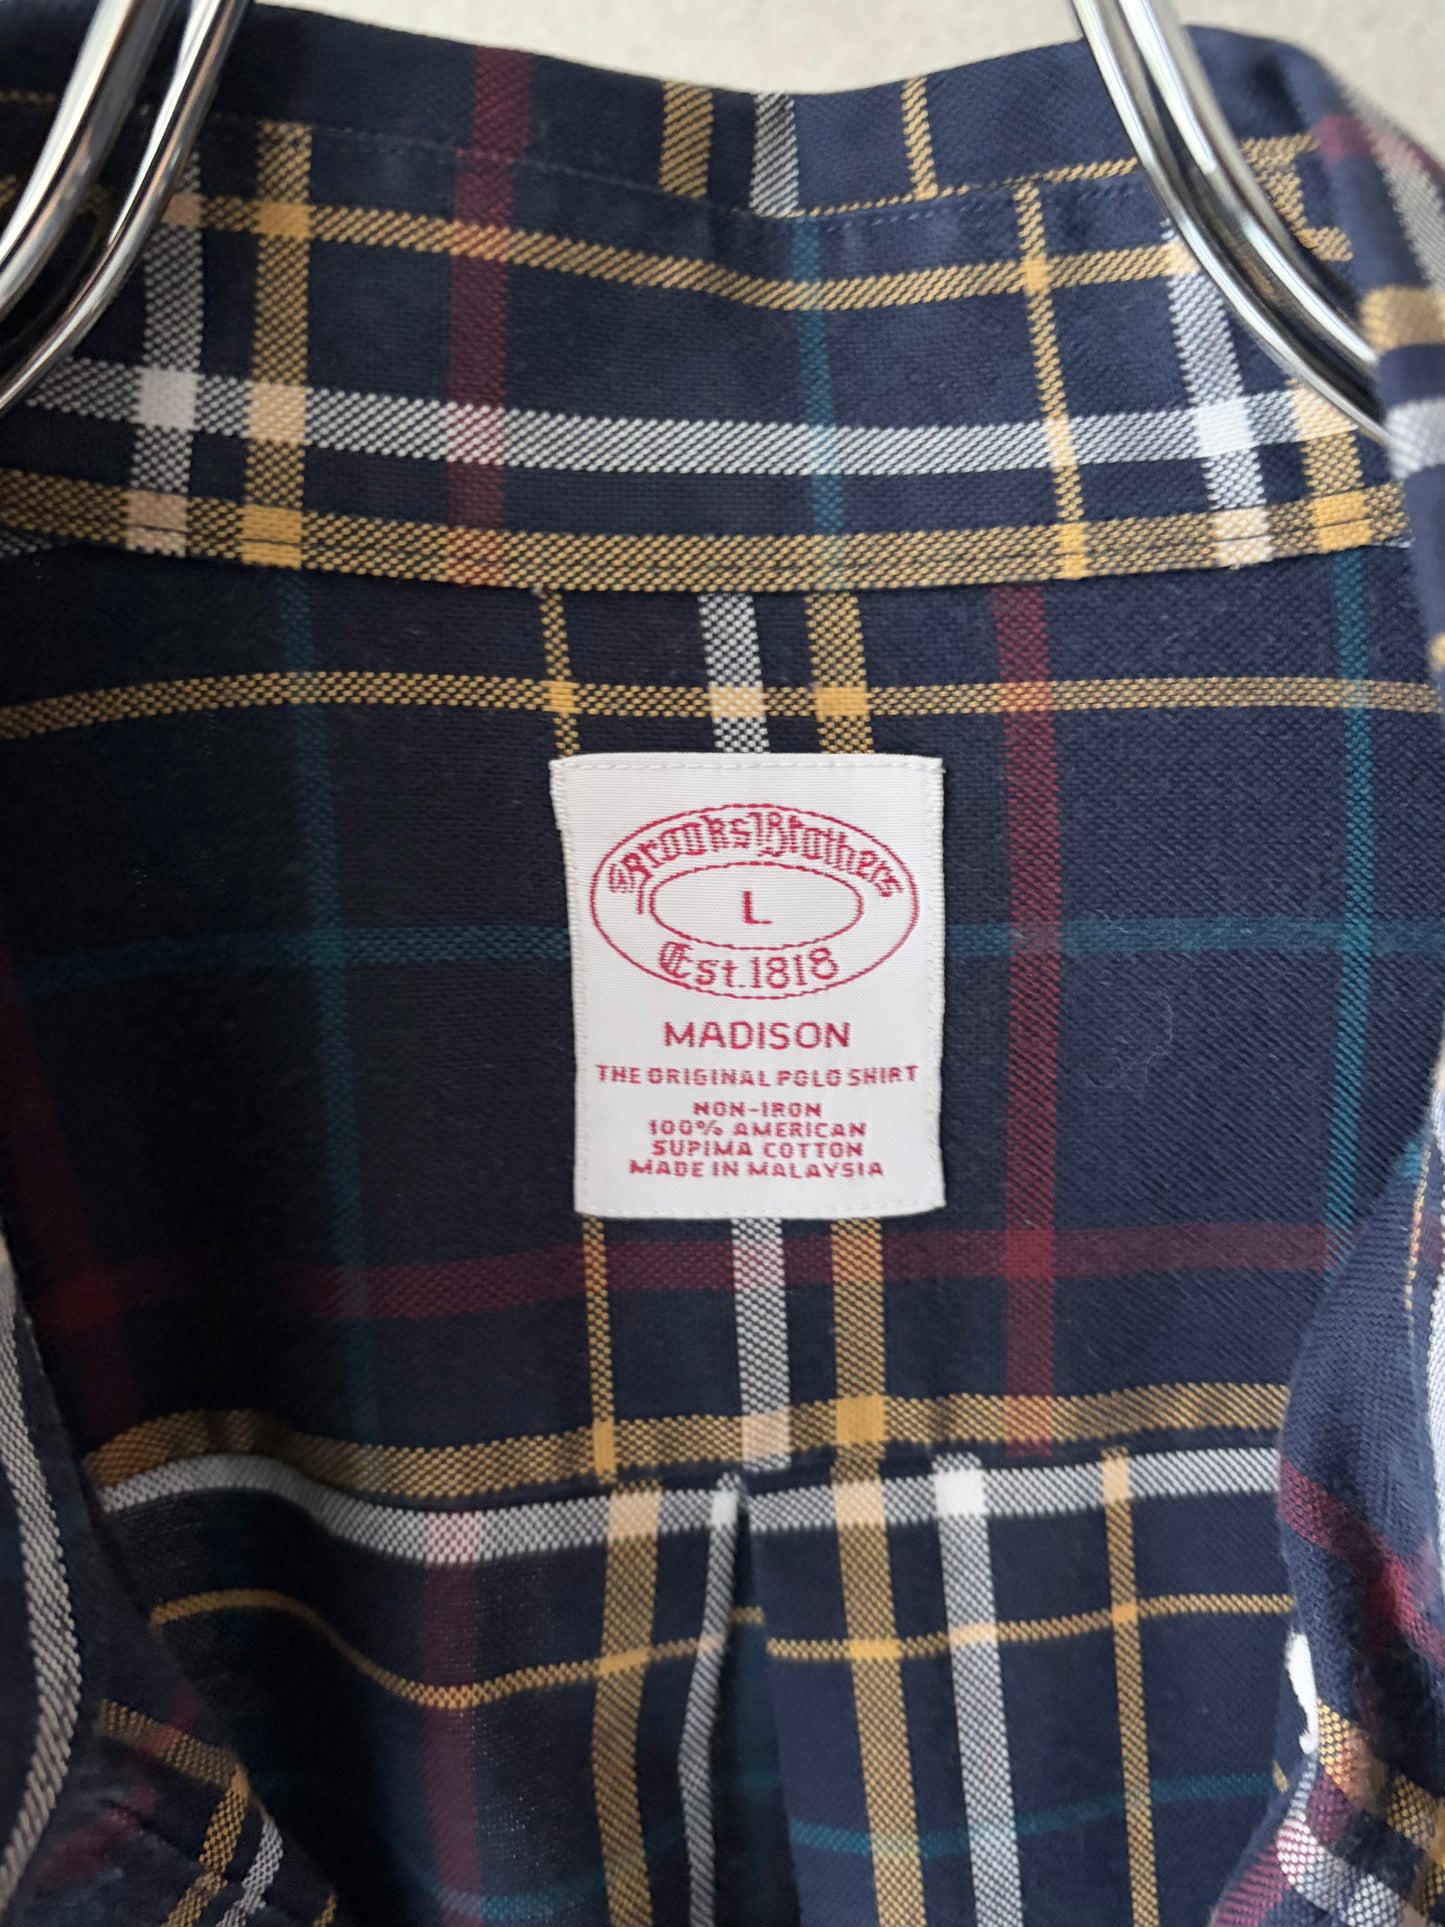 Brooks Brothers
L
Est. 1818
MADISON
THE ORIGINAL POLO SHIRT
NON-IRON
100% AMERICAN
SUPIMA COTTON
MADE IN MALAYSIA